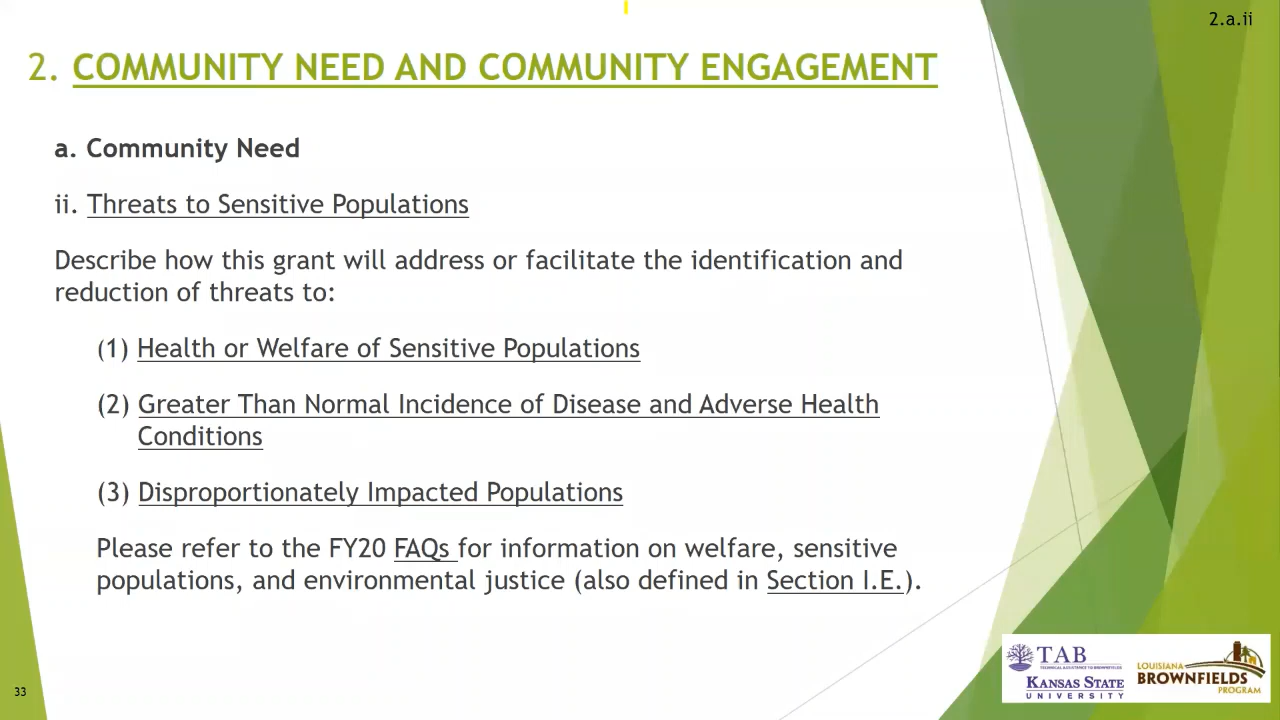 2.a.ii
2. COMMUNITY NEED AND COMMUNITY ENGAGEMENT
a. Community Need
ii. Threats to Sensitive Populations
Describe how this grant will address or facilitate the identification and
reduction of threats to:
(1) Health or Welfare of Sensitive Populations
(2) Greater Than Normal Incidence of Disease and Adverse Health
Conditions
(3) Disproportionately Impacted Populations
Please refer to the FY20 FAQs for information on welfare, sensitive
populations, and environmental justice (also defined in Section I.E.).
33
TAB
TECHNICAL ASSISTANCE TO BROWNFIELDS
KANSAS STATE
UNIVERSITY
LOUISIANA
BROWNFIELDS
PROGRAM